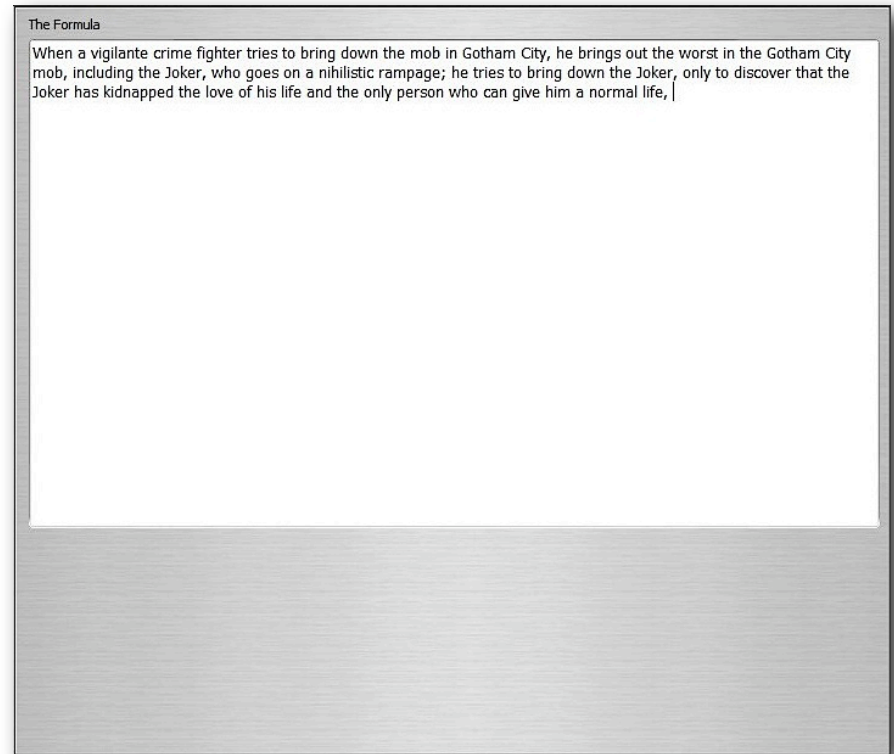 The Formula
When a vigilante crime fighter tries to bring down the mob in Gotham City, he brings out the worst in the Gotham City
mob, including the Joker, who goes on a nihilistic rampage; he tries to bring down the Joker, only to discover that the
Joker has kidnapped the love of his life and the only person who can give him a normal life,